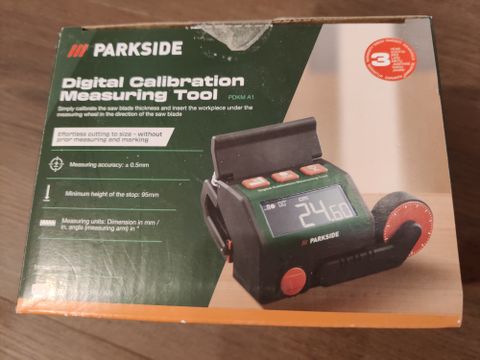 PARKSIDE
Digital Calibration
Measuring Tool PDKM A1
Simply calibrate the saw blade thickness and insert the workpiece under the
measuring wheel in the direction of the saw blade
Effortless cutting to size - without
prior measuring and marking
Measuring accuracy: ± 0.5mm
Minimum height of the stop: 95mm
Measuring units: Dimension in mm /
in, angle (measuring arm) in °
3
24.60
PARKSIDE